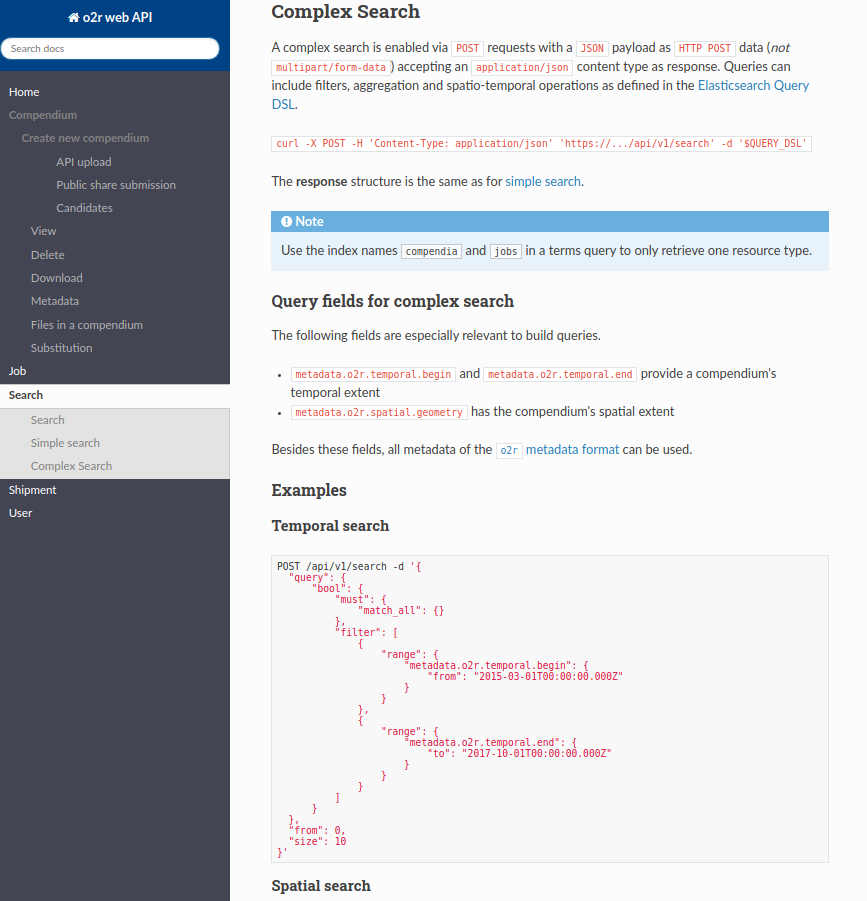 o2r web API
Search docs
Home
Compendium
Create new compendium
API upload
Public share submission
Candidates
View
Delete
Download
Metadata
Files in a compendium
Substitution
Job
Search
Search
Simple search
Complex Search
Shipment
User
Complex Search
A complex search is enabled via POST requests with a JSON payload as HTTP POST data (not
multipart/form-data) accepting an application/json content type as response. Queries can
include filters, aggregation and spatio-temporal operations as defined in the Elasticsearch Query
DSL.
curl -X POST -H 'Content-Type: application/json' 'https://.../api/v1/search' -d '$QUERY_DSL'
The response structure is the same as for simple search.
Note
Use the index names compendia and jobs in a terms query to only retrieve one resource type.
Query fields for complex search
The following fields are especially relevant to build queries.
• metadata.o2r.temporal.begin and metadata.o2r.temporal.end provide a compendium's
temporal extent
• metadata.o2r.spatial.geometry has the compendium's spatial extent
Besides these fields, all metadata of the o2r metadata format can be used.
Examples
Temporal search
POST /api/v1/search -d '{
  "query": {
      "bool": {
          "must": {
              "match_all": {}
          },
          "filter": [
              {
                  "range": {
                      "metadata.o2r.temporal.begin": {
                          "from": "2015-03-01T00:00:00.000Z"
                      }
                  }
              },
              {
                  "range": {
                      "metadata.o2r.temporal.end": {
                          "to": "2017-10-01T00:00:00.000Z"
                      }
                  }
              }
          ]
      }
  },
  "from": 0,
  "size": 10
}'
Spatial search